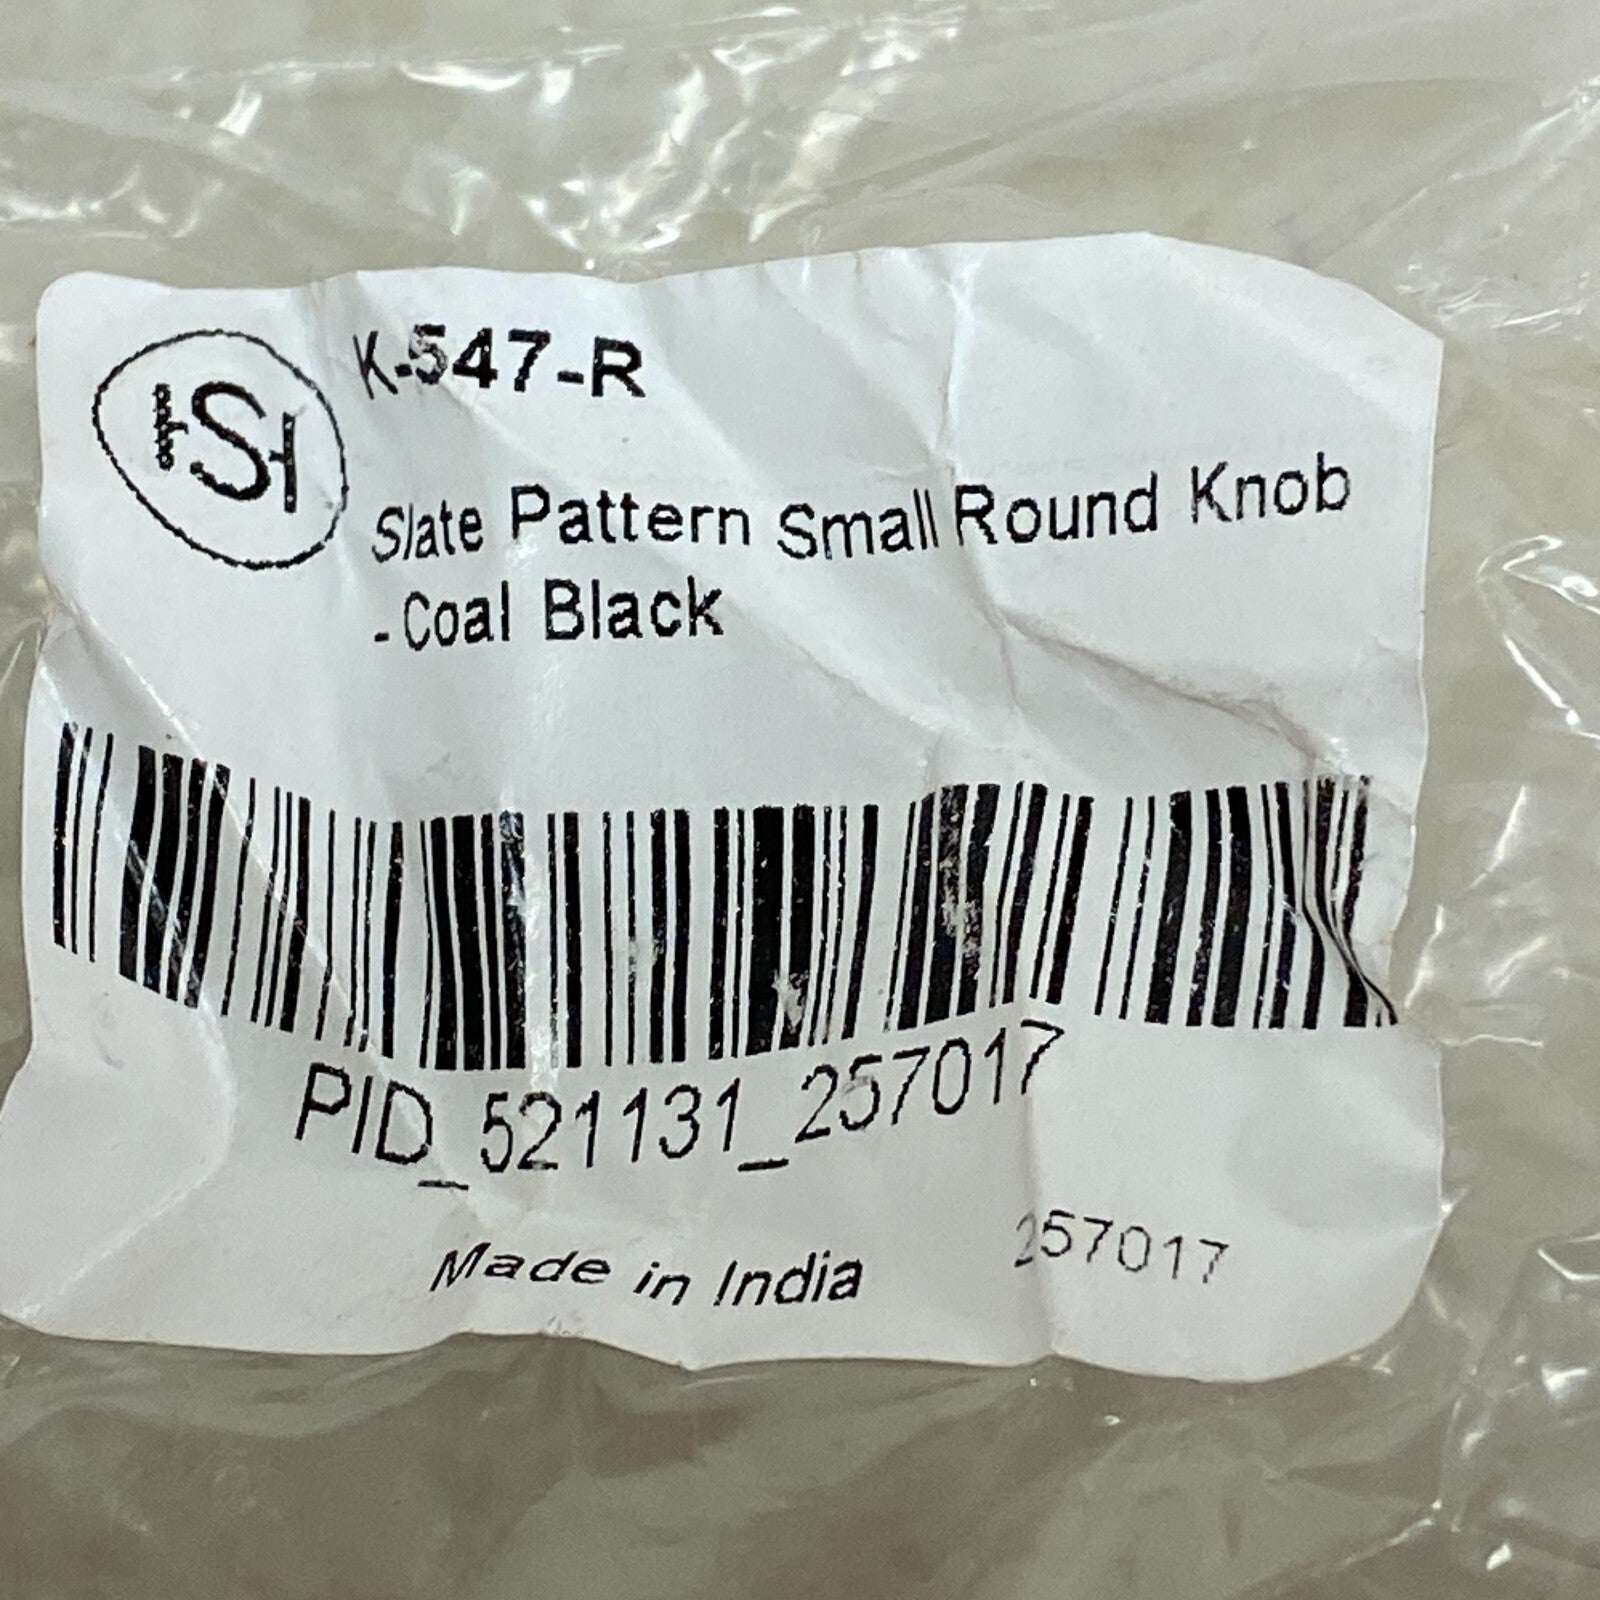 HSH
K-547-R
Slate Pattern Small Round Knob
-Coal Black
PID_521131_257017
Made in India
257017